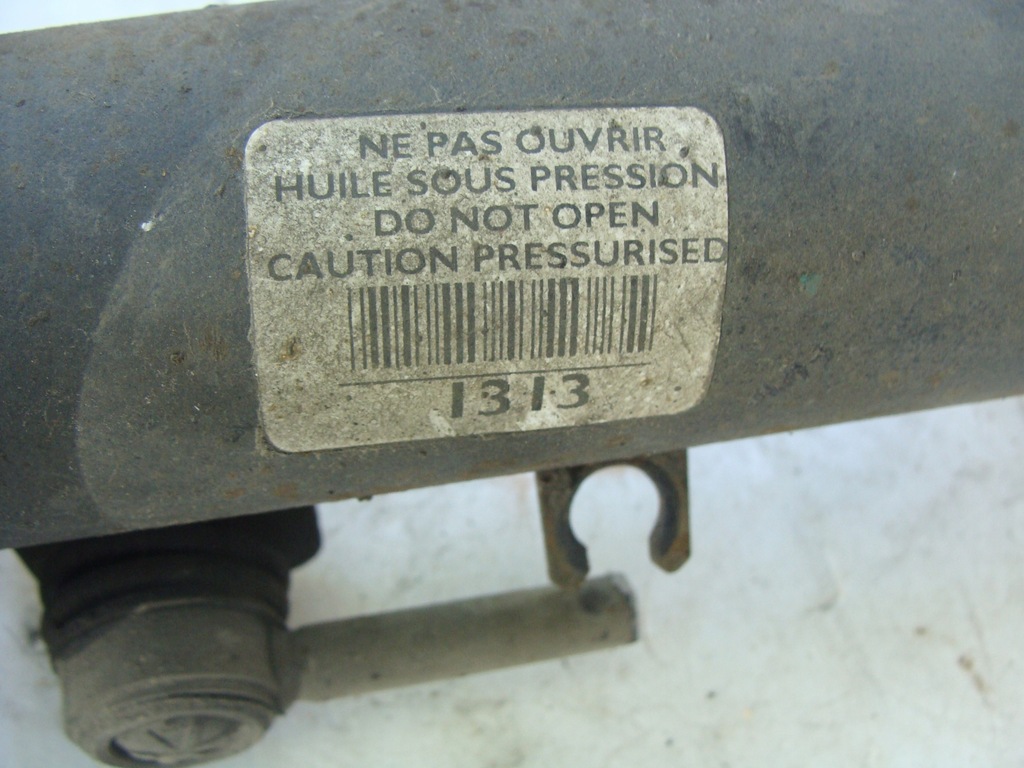 NE PAS OUVRIR
HUILE SOUS PRESSION
DO NOT OPEN
CAUTION PRESSURISED
1313